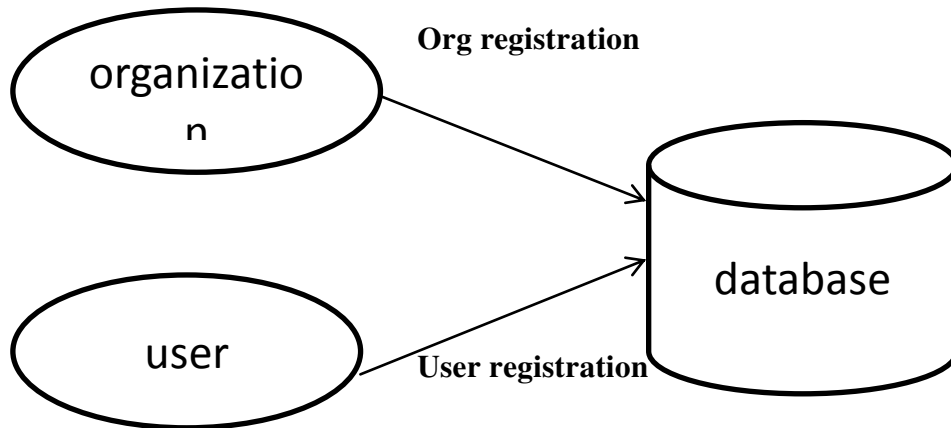 Org registration
organizatio
n
database
user
User registration